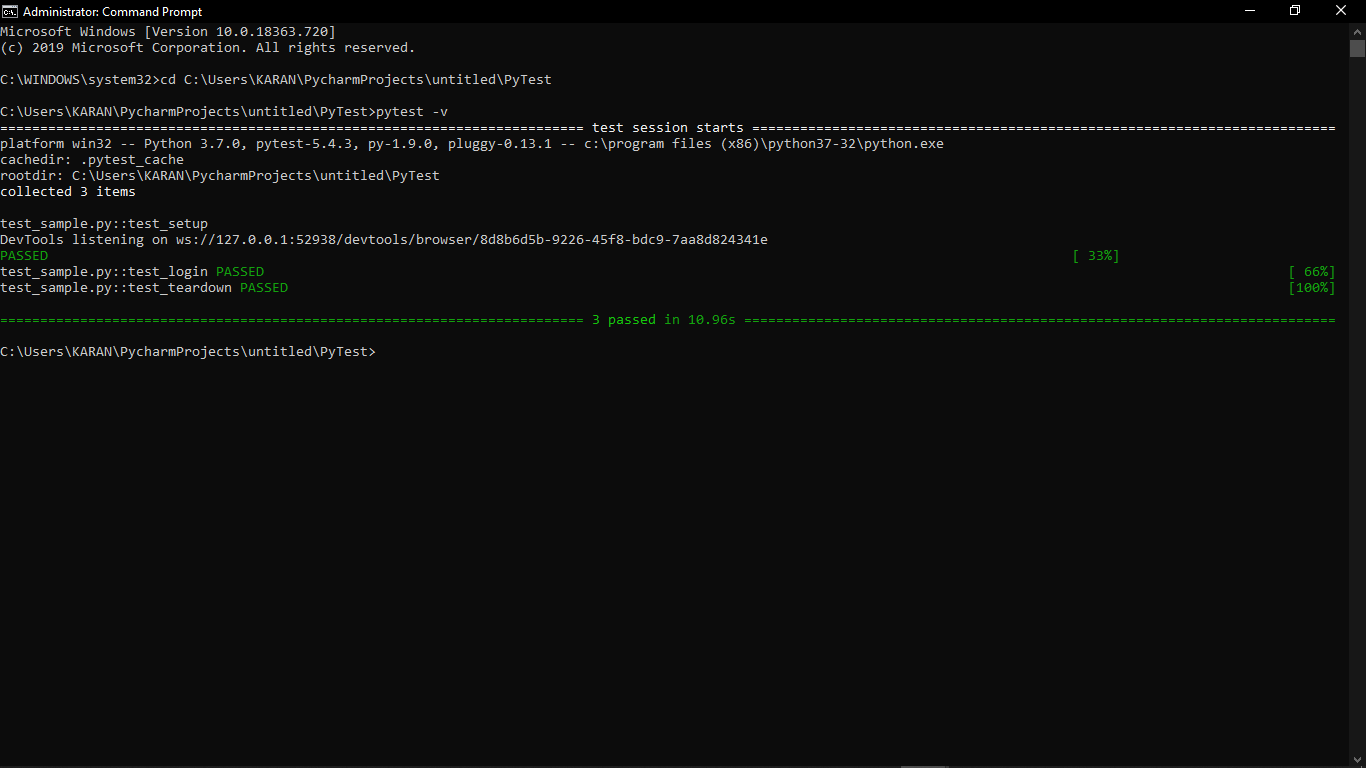 Administrator: Command Prompt
Microsoft Windows [Version 10.0.18363.720]
(c) 2019 Microsoft Corporation. All rights reserved.
C:\WINDOWS\system32>cd C:\Users\KARAN\PycharmProjects\untitled\PyTest
C:\Users\KARAN\PycharmProjects\untitled\PyTest>pytest -v
========================================================================= test session starts =========================================================================
platform win32 -- Python 3.7.0, pytest-5.4.3, py-1.9.0, pluggy-0.13.1 -- c:\program files (x86)\python37-32\python.exe
cachedir: .pytest_cache
rootdir: C:\Users\KARAN\PycharmProjects\untitled\PyTest
collected 3 items
test_sample.py::test_setup
DevTools listening on ws://127.0.0.1:52938/devtools/browser/8d8b6d5b-9226-45f8-bdc9-7aa8d824341e
PASSED [ 33%]
test_sample.py::test_login PASSED [ 66%]
test_sample.py::test_teardown PASSED [100%]
========================================================================= 3 passed in 10.96s ==========================================================================
C:\Users\KARAN\PycharmProjects\untitled\PyTest>